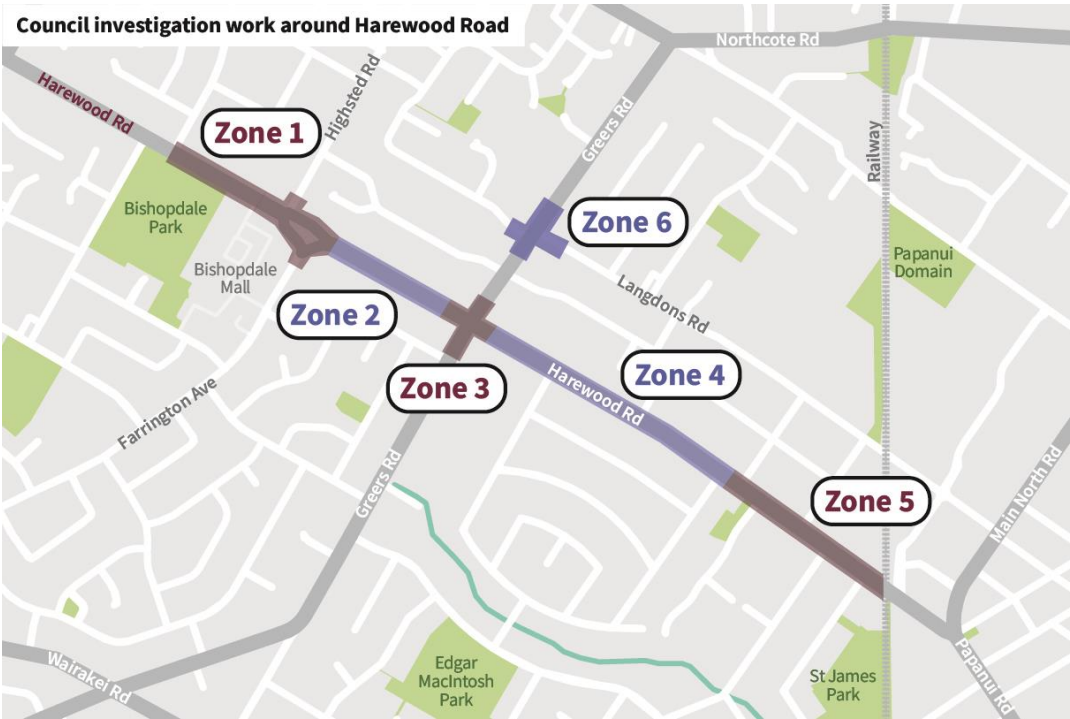 Council investigation work around Harewood Road
Northcote Rd
Harewood Rd
Highsted Rd
Greers Rd
Railway
Zone 1
Bishopdale
Park
Zone 6
Papanui
Domain
Bishopdale
Mall
Zone 2
Langdons Rd
Zone 3
Zone 4
Harewood Rd
Farrington Ave
Greers Rd
Zone 5
Main North Rd
Wairakei Rd
Edgar
MacIntosh
Park
St James
Park
Papanui Rd